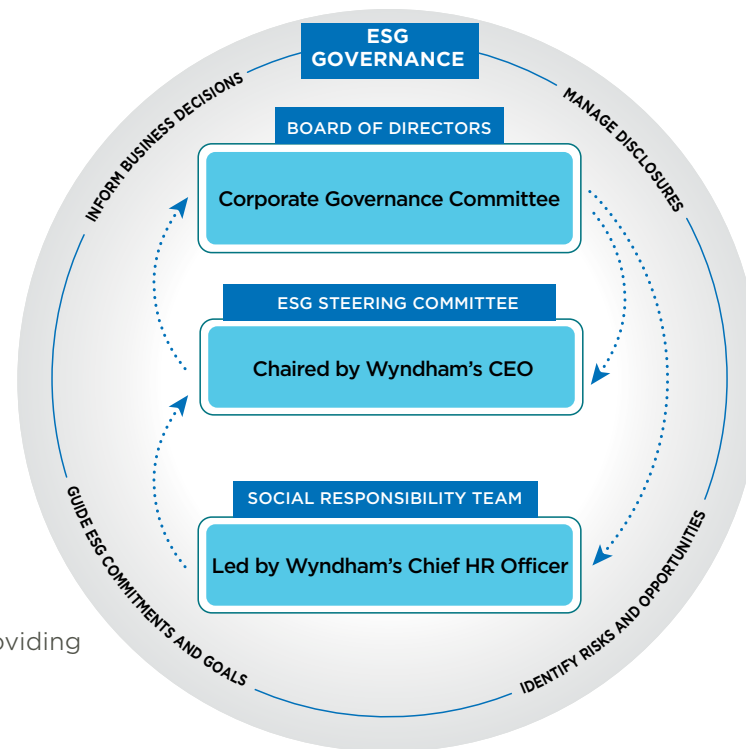 ESG
GOVERNANCE
INFORM BUSINESS DECISIONS
MANAGE DISCLOSURES
BOARD OF DIRECTORS
Corporate Governance Committee
ESG STEERING COMMITTEE
Chaired by Wyndham's CEO
SOCIAL RESPONSIBILITY TEAM
Led by Wyndham's Chief HR Officer
GUIDE ESG COMMITMENTS AND GOALS
IDENTIFY RISKS AND OPPORTUNITIES